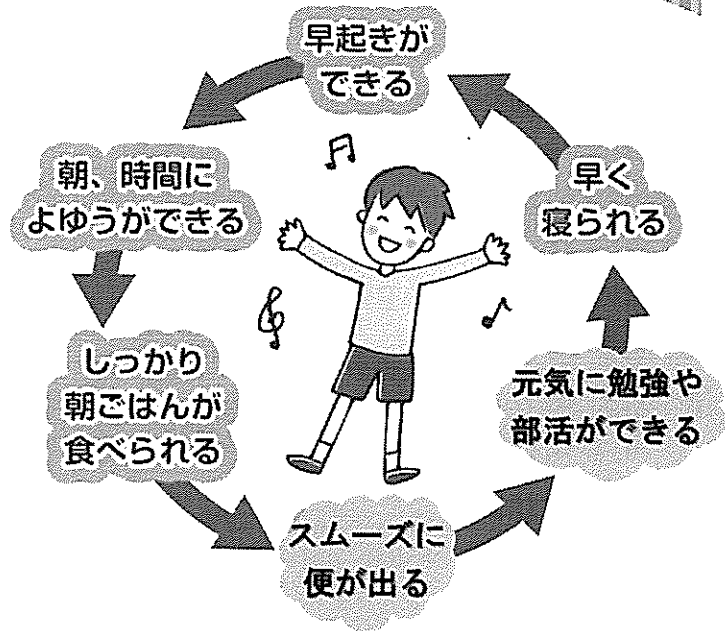 早起きが
できる
朝、時間に
よゆうができる
しっかり
朝ごはんが
食べられる
スムーズに
便が出る
元気に勉強や
部活ができる
早く
寝られる